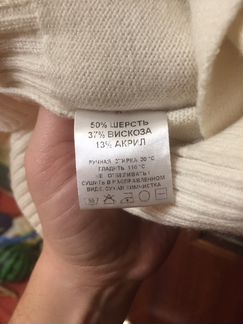 50% ШЕРСТЬ
37% ВИСКОЗА
13% АКРИЛ
РУЧНАЯ СТИРКА 30 °C
ГЛАДИТЬ 110 °C
НЕ ОТБЕЛИВАТЬ!
СУШИТЬ В РАСПРАВЛЕННОМ
ВИДЕ. СУХАЯ ХИМЧИСТКА